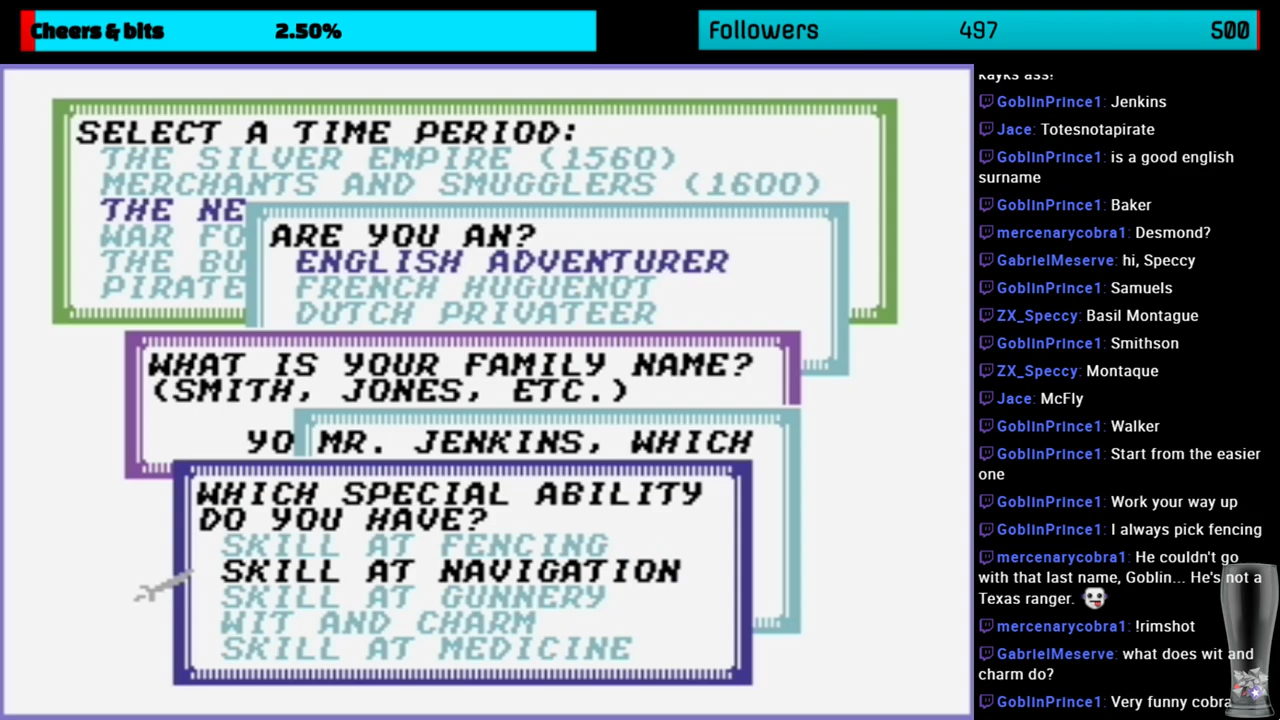 Cheers & bits 2.50%
Followers 497 500
SELECT A TIME PERIOD:
THE SILVER EMPIRE (1560)
MERCHANTS AND SMUGGLERS (1600)
THE NE
WAR FO
THE BU
PIRATE
ARE YOU AN?
ENGLISH ADVENTURER
FRENCH HUGUENOT
DUTCH PRIVATEER
WHAT IS YOUR FAMILY NAME?
(SMITH, JONES, ETC.)
YO
MR. JENKINS, WHICH
WHICH SPECIAL ABILITY
DO YOU HAVE?
SKILL AT FENCING
SKILL AT NAVIGATION
SKILL AT GUNNERY
WIT AND CHARM
SKILL AT MEDICINE
kayks ass!
GoblinPrince1: Jenkins
Jace: Totesnotapirate
GoblinPrince1: is a good english
surname
GoblinPrince1: Baker
mercenarycobra1: Desmond?
GabrielMeserve: hi, Speccy
GoblinPrince1: Samuels
ZX_Speccy: Basil Montague
GoblinPrince1: Smithson
ZX_Speccy: Montaque
Jace: McFly
GoblinPrince1: Walker
GoblinPrince1: Start from the easier
one
GoblinPrince1: Work your way up
GoblinPrince1: I always pick fencing
mercenarycobra1: He couldn't go
with that last name, Goblin... He's not a
Texas ranger.
mercenarycobra1: !rimshot
GabrielMeserve: what does wit and
charm do?
GoblinPrince1: Very funny cobra